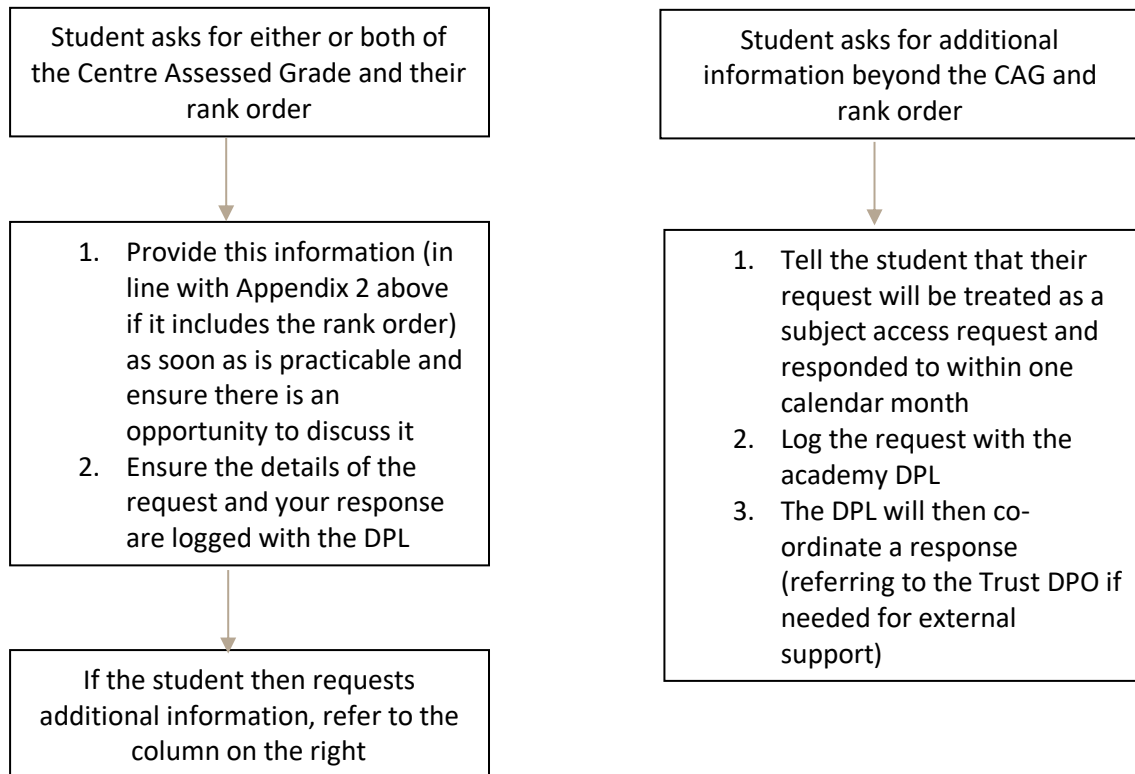 Student asks for either or both of
the Centre Assessed Grade and their
rank order
1. Provide this information (in
line with Appendix 2 above
if it includes the rank order)
as soon as is practicable and
ensure there is an
opportunity to discuss it
2. Ensure the details of the
request and your response
are logged with the DPL
If the student then requests
additional information, refer to the
column on the right
Student asks for additional
information beyond the CAG and
rank order
1. Tell the student that their
request will be treated as a
subject access request and
responded to within one
calendar month
2. Log the request with the
academy DPL
3. The DPL will then co-
ordinate a response
(referring to the Trust DPO if
needed for external
support)